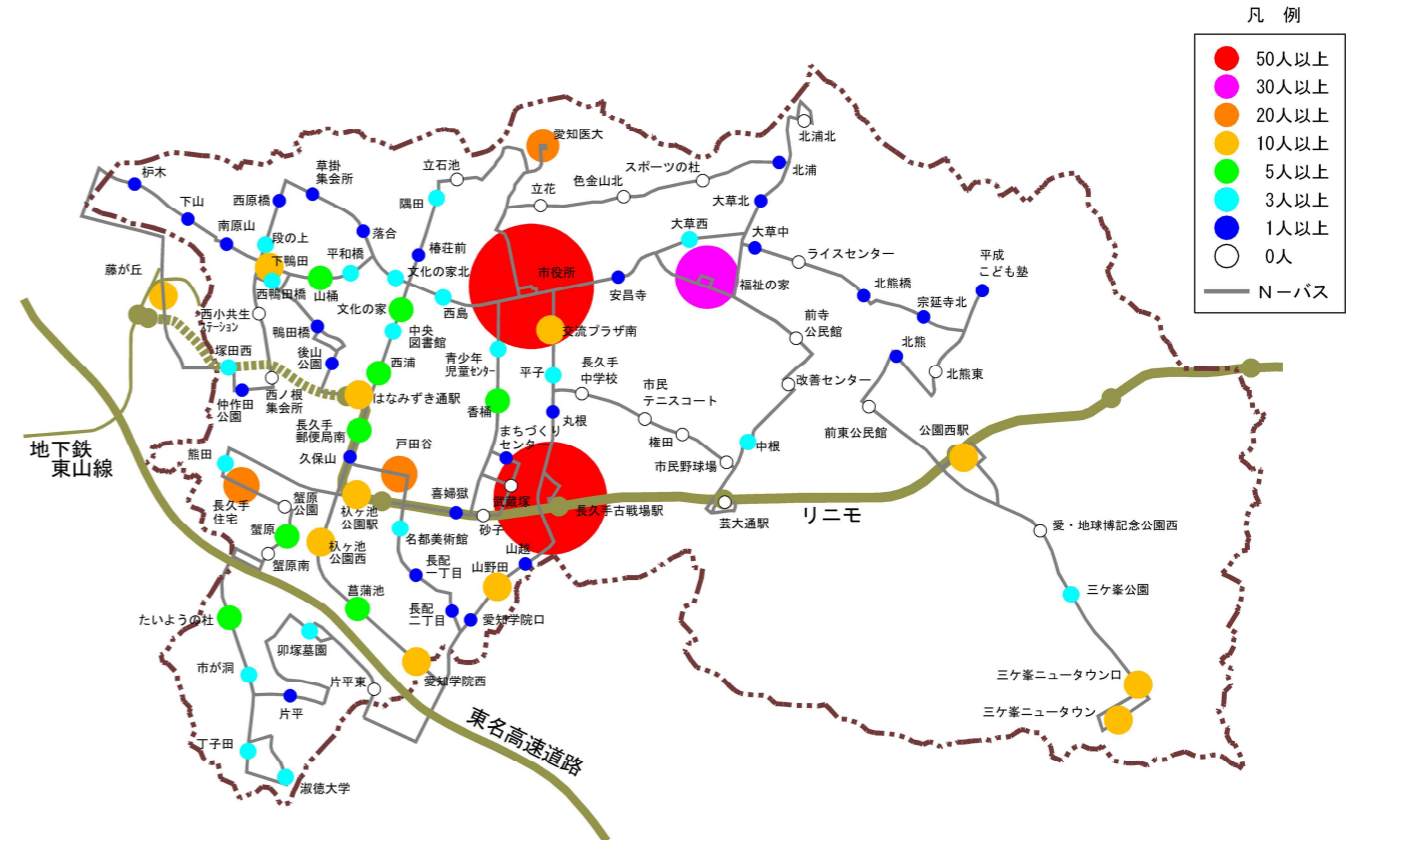 凡　例
50人以上
30人以上
20人以上
10人以上
5人以上
3人以上
1人以上
0人
N－バス
愛知医大
北浦北
枦木
草掛
集会所
立石池
スポーツの杜
北浦
下山
西原橋
隅田
立花
色金山北
大草北
南原山
段の上
落合
椿荘前
大草西
大草中
藤が丘
下鴨田
平和橋
文化の家北
市役所
ライスセンター
平成
こども塾
西鴨田橋
山桶
安昌寺
福祉の家
北熊橋
西小共生
ステーション
文化の家
西島
宗延寺北
鴨田橋
中央
図書館
交流プラザ南
前寺
公民館
塚田西
後山
公園
西浦
青少年
児童センター
平子
長久手
中学校
北熊
北熊東
仲作田
公園
西ノ根
集会所
はなみずき通駅
香桶
市民
テニスコート
改善センター
長久手
郵便局南
丸根
前東公民館
公園西駅
地下鉄
東山線
熊田
久保山
戸田谷
まちづくり
センター
権田
中根
市民野球場
長久手
住宅
蟹原
公園
杁ヶ池
公園駅
喜婦嶽
武蔵塚
長久手古戦場駅
芸大通駅
リニモ
蟹原
杁ヶ池
公園西
名都美術館
砂子
愛・地球博記念公園西
蟹原南
長配
一丁目
山野田
山越
菖蒲池
三ケ峯公園
たいようの杜
長配
二丁目
愛知学院口
卯塚墓園
市が洞
片平東
愛知学院西
三ケ峯ニュータウン口
片平
三ケ峯ニュータウン
丁子田
東名高速道路
淑徳大学